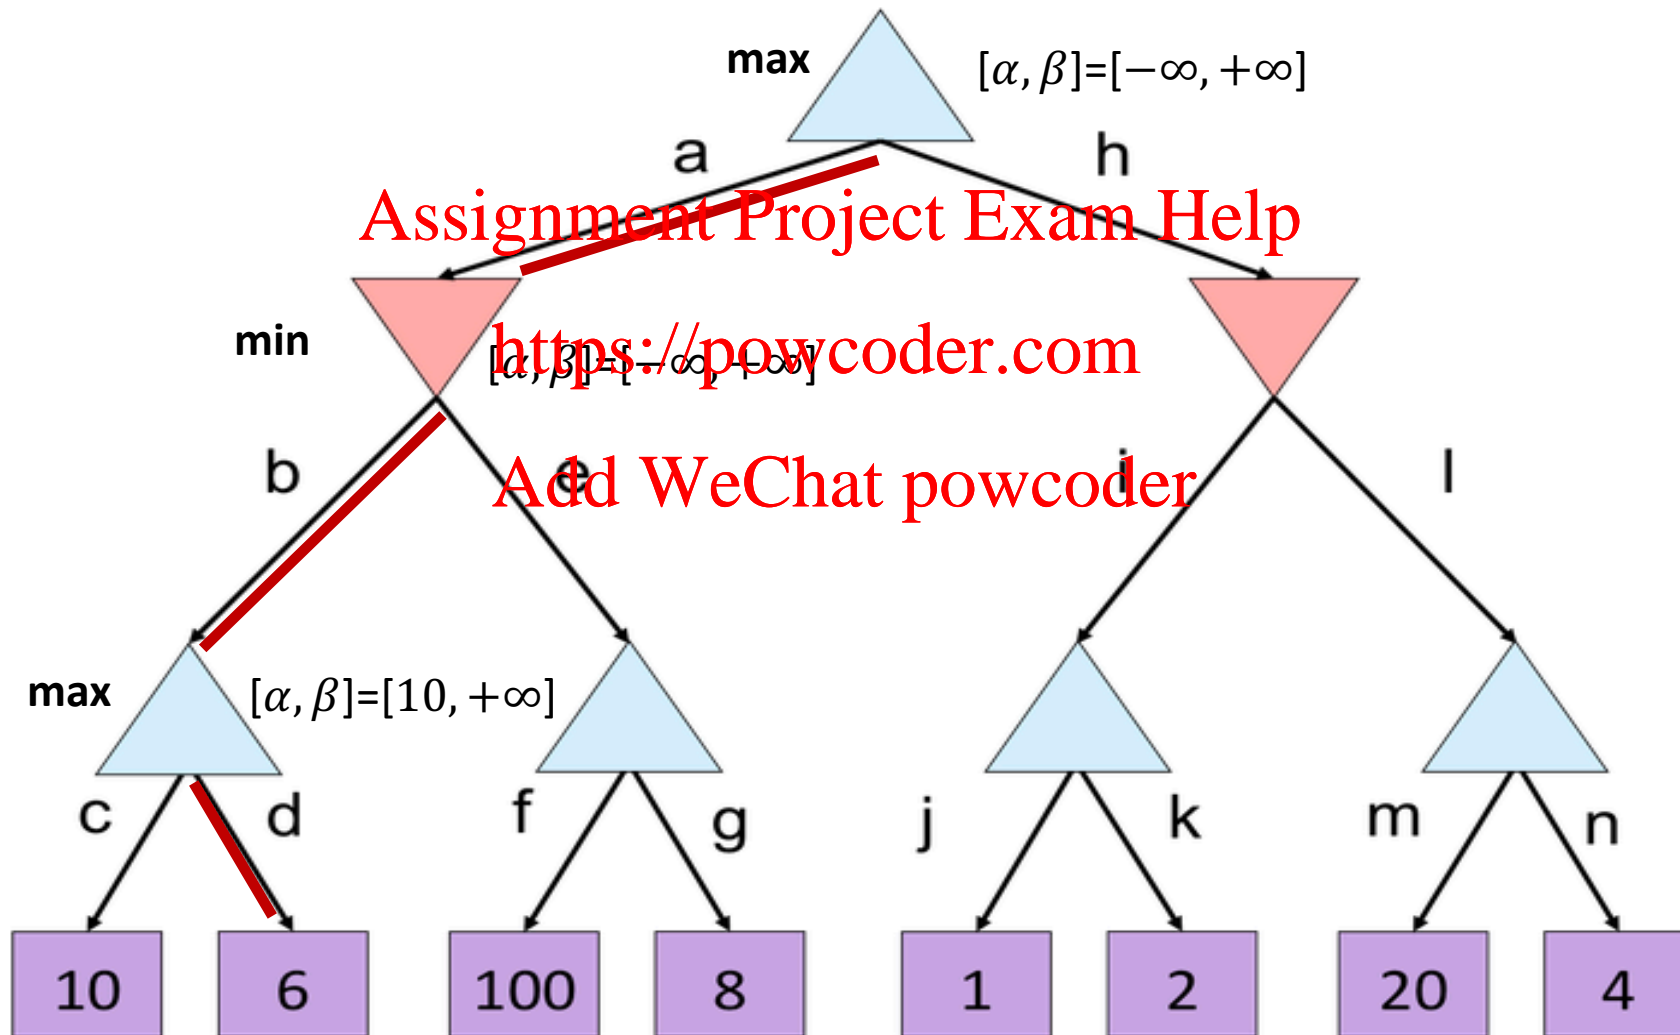 max
[α, β]=[−∞, +∞]
a
h
Assignment Project Exam Help
min
[α, β]=[−∞, +∞]
https://powcoder.com
b
e
i
l
Add WeChat powcoder
max
[α, β]=[10, +∞]
c
d
f
g
j
k
m
n
10
6
100
8
1
2
20
4